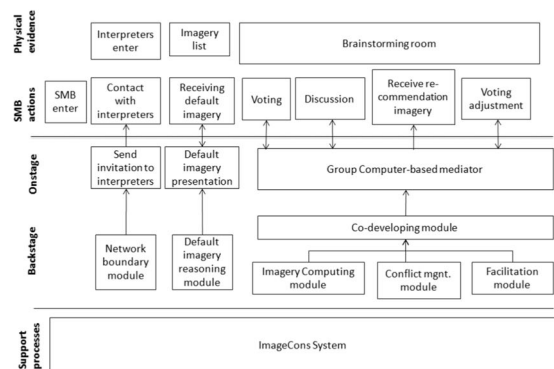 Physical
evidence
Interpreters
enter
Imagery
list
Brainstorming room
SMB
actions
SMB
enter
Contact
with
interpreters
Receiving
default
imagery
Voting
Discussion
Receive re-
commendation
imagery
Voting
adjustment
Onstage
Send
invitation to
interpreters
Default
imagery
presentation
Group Computer-based mediator
Backstage
Co-developing module
Network
boundary
module
Default
imagery
reasoning
module
Imagery Computing
module
Conflict mgnt.
module
Facilitation
module
Support
processes
ImageCons System